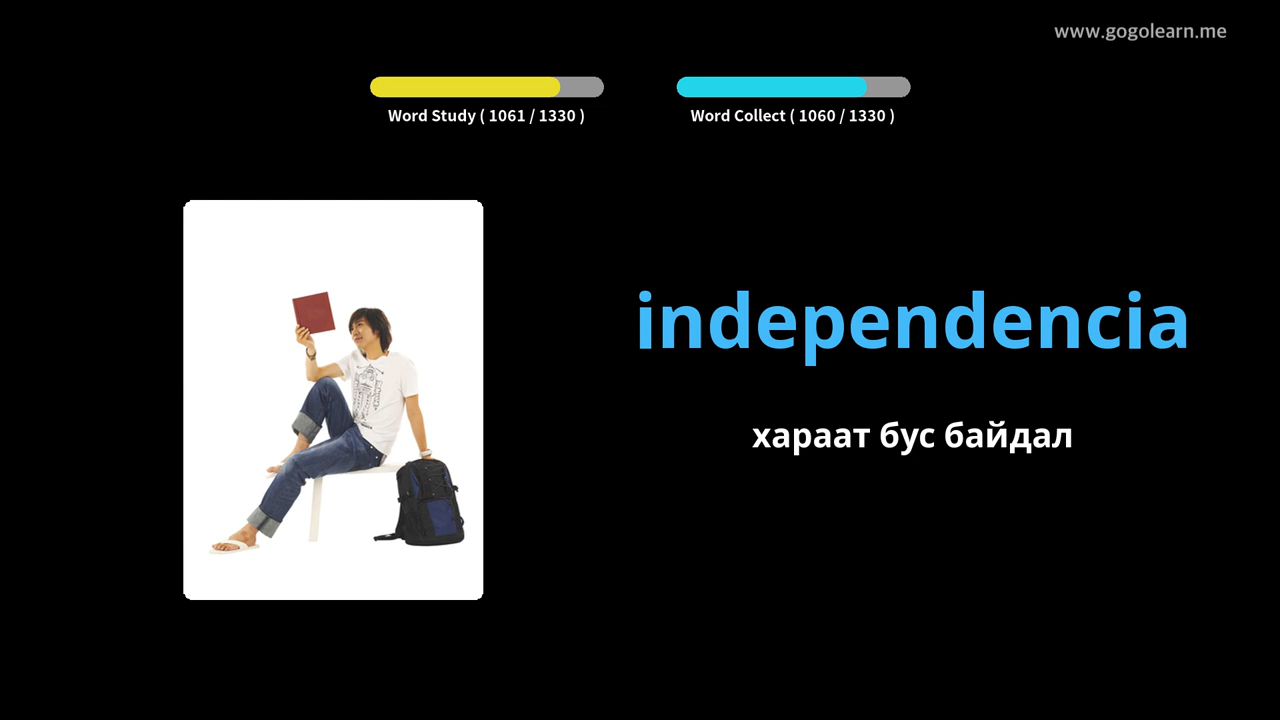 www.gogolearn.me
Word Study ( 1061 / 1330 )
Word Collect ( 1060 / 1330 )
independencia
хараат бус байдал